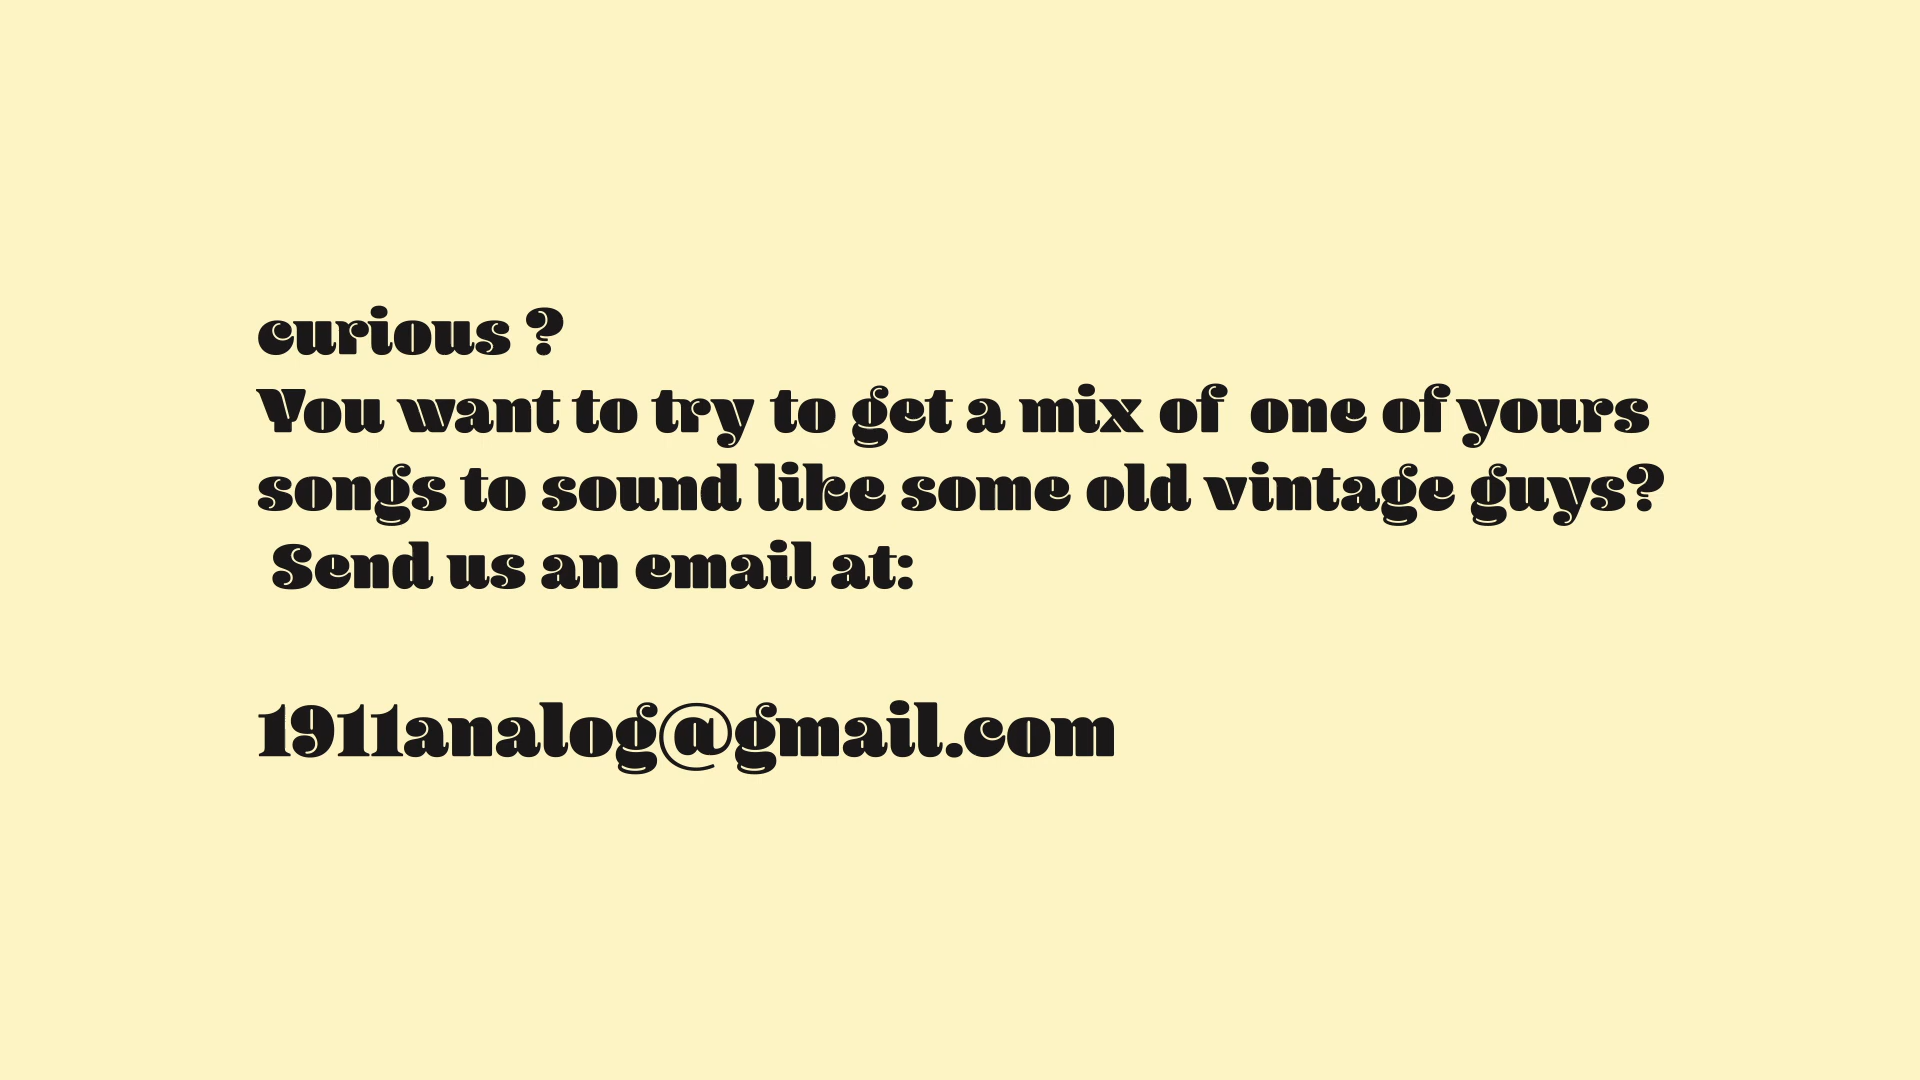 curious ?
You want to try to get a mix of  one of yours
songs to sound like some old vintage guys?
Send us an email at:
1911analog@gmail.com